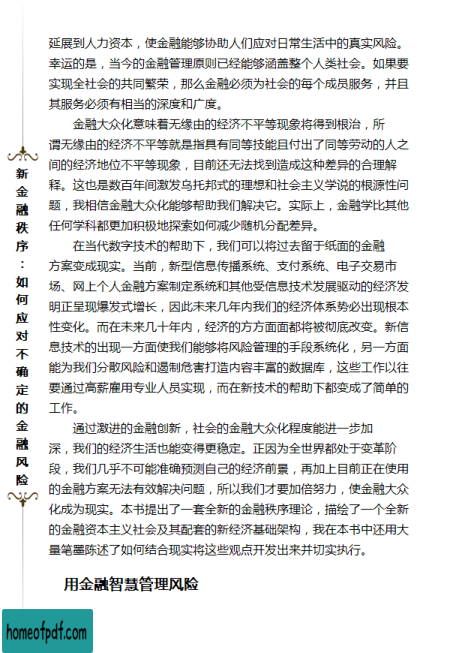 延展到人力资本，使金融能够协助人们应对日常生活中的真实风险。
幸运的是，当今的金融管理原则已经能够涵盖整个人类社会。如果要
实现全社会的共同繁荣，那么金融必须为社会的每个成员服务，并且
其服务必须有相当的深度和广度。
金融大众化意味着无缘由的经济不平等现象将得到根治，所
谓无缘由的经济不平等就是指具有同等技能且付出了同等劳动的人之
间的经济地位不平等现象，目前还无法找到造成这种差异的合理解
释。这也是数百年间激发乌托邦式的理想和社会主义学说的根源性问
题，我相信金融大众化能够帮助我们解决它。实际上，金融学比其他
任何学科都更加积极地探索如何减少随机分配差异。
在当代数字技术的帮助下，我们可以将过去留于纸面的金融
方案变成现实。当前，新型信息传播系统、支付系统、电子交易市
场、网上个人金融方案制定系统和其他受信息技术发展驱动的经济发
明正呈现爆发式增长，因此未来几年内我们的经济体系势必出现根本
性变化。而在未来几十年内，经济的方方面面都将被彻底改变。新信
息技术的出现一方面使我们能够将风险管理的手段系统化，另一方面
能为我们分散风险和遏制危害打造内容丰富的数据库，这些工作以往
要通过高薪雇用专业人员实现，而在新技术的帮助下都变成了简单的
工作。
通过激进的金融创新，社会的金融大众化程度能进一步加
深，我们的经济生活也能变得更稳定。正因为全世界都处于变革阶
段，我们几乎不可能准确预测自己的经济前景，再加上目前正在使用
的金融方案无法有效解决问题，所以我们才要加倍努力，使金融大众
化成为现实。本书提出了一套全新的金融秩序理论，描绘了一个全新
的金融资本主义社会及其配套的新经济基础架构，我在本书中还用大
量笔墨陈述了如何结合现实将这些观点开发出来并切实执行。
用金融智慧管理风险
新金融秩序：如何应对不确定的金融风险
homeofpdf.com